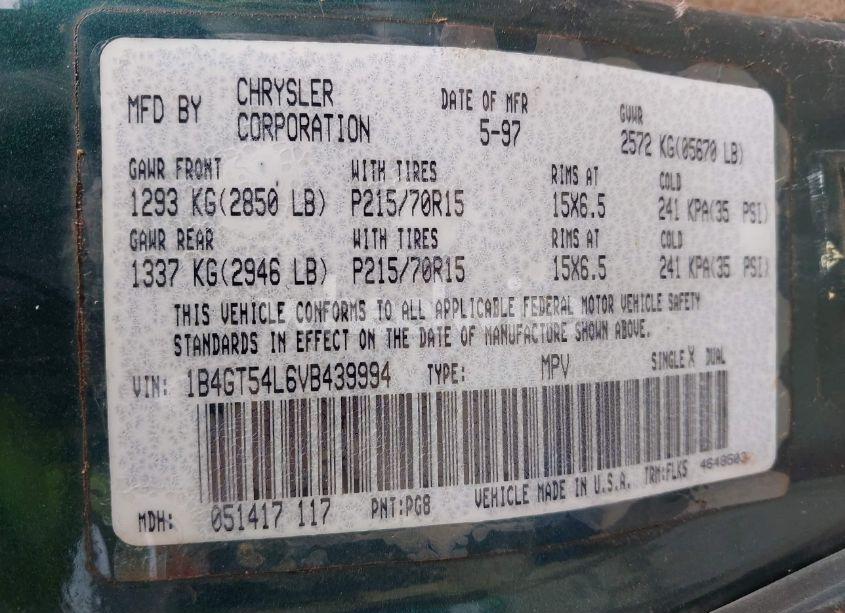 MFD BY CHRYSLER CORPORATION DATE OF MFR 5-97 GVWR 2572 KG(05670 LB)
GAWR FRONT WITH TIRES RIMS AT COLD
1293 KG(2850 LB) P215/70R15 15X6.5 241 KPA(35 PSI)
GAWR REAR WITH TIRES RIMS AT COLD
1337 KG(2946 LB) P215/70R15 15X6.5 241 KPA(35 PSI)
THIS VEHICLE CONFORMS TO ALL APPLICABLE FEDERAL MOTOR VEHICLE SAFETY
STANDARDS IN EFFECT ON THE DATE OF MANUFACTURE SHOWN ABOVE.
VIN: 1B4GT54L6VB439994 TYPE: MPV SINGLE X DUAL
MDH: 051417 117 PNT:PG8 VEHICLE MADE IN U.S.A. TRM:FLKS